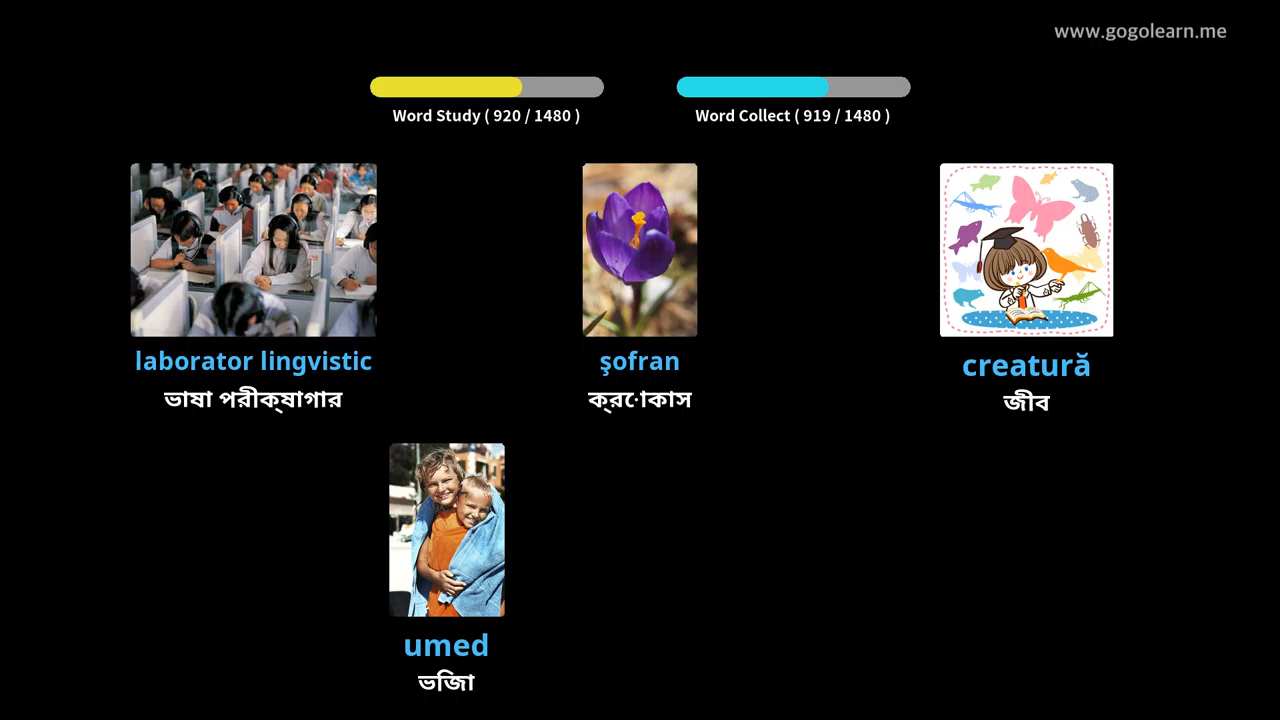 www.gogolearn.me
Word Study ( 920 / 1480 )
Word Collect ( 919 / 1480 )
laborator lingvistic
ভাষা পরীক্ষাগার
şofran
ক্রোকাস
creatură
জীব
umed
ভিজা